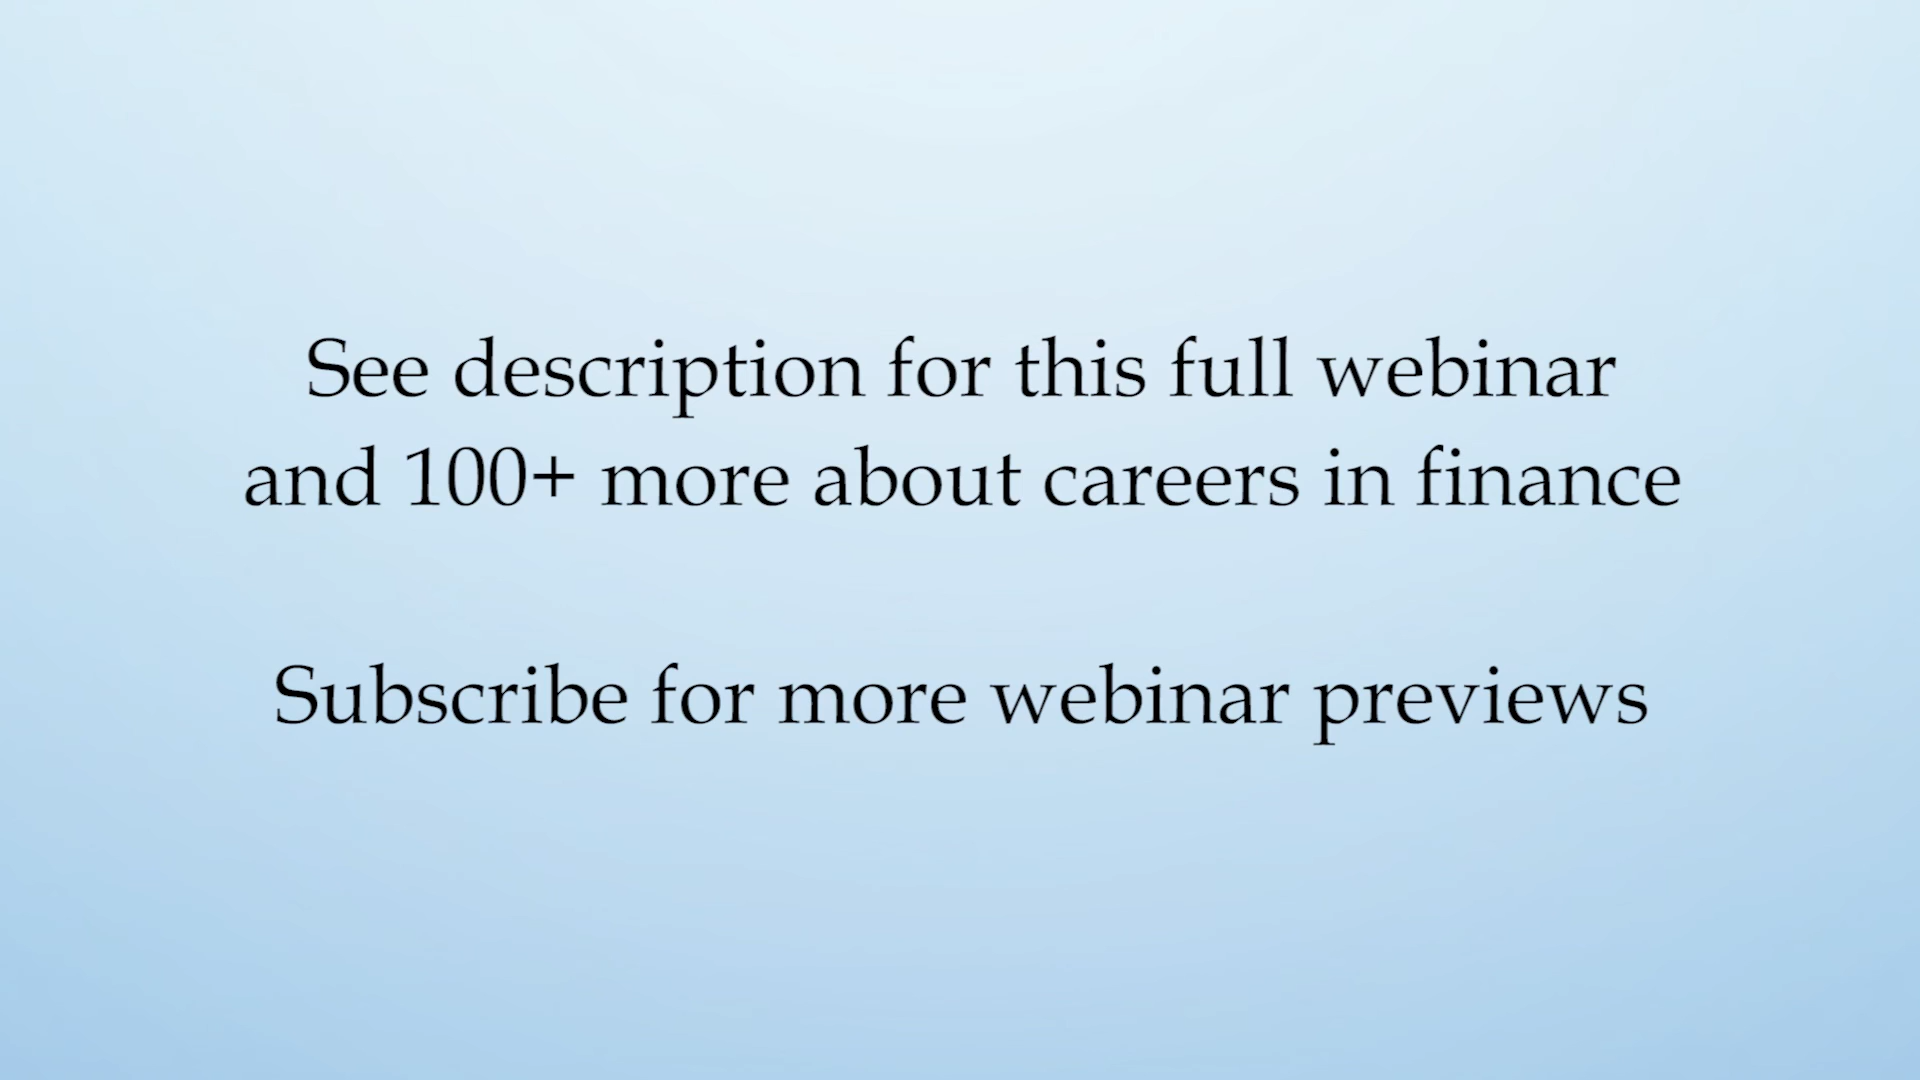 See description for this full webinar
and 100+ more about careers in finance
Subscribe for more webinar previews